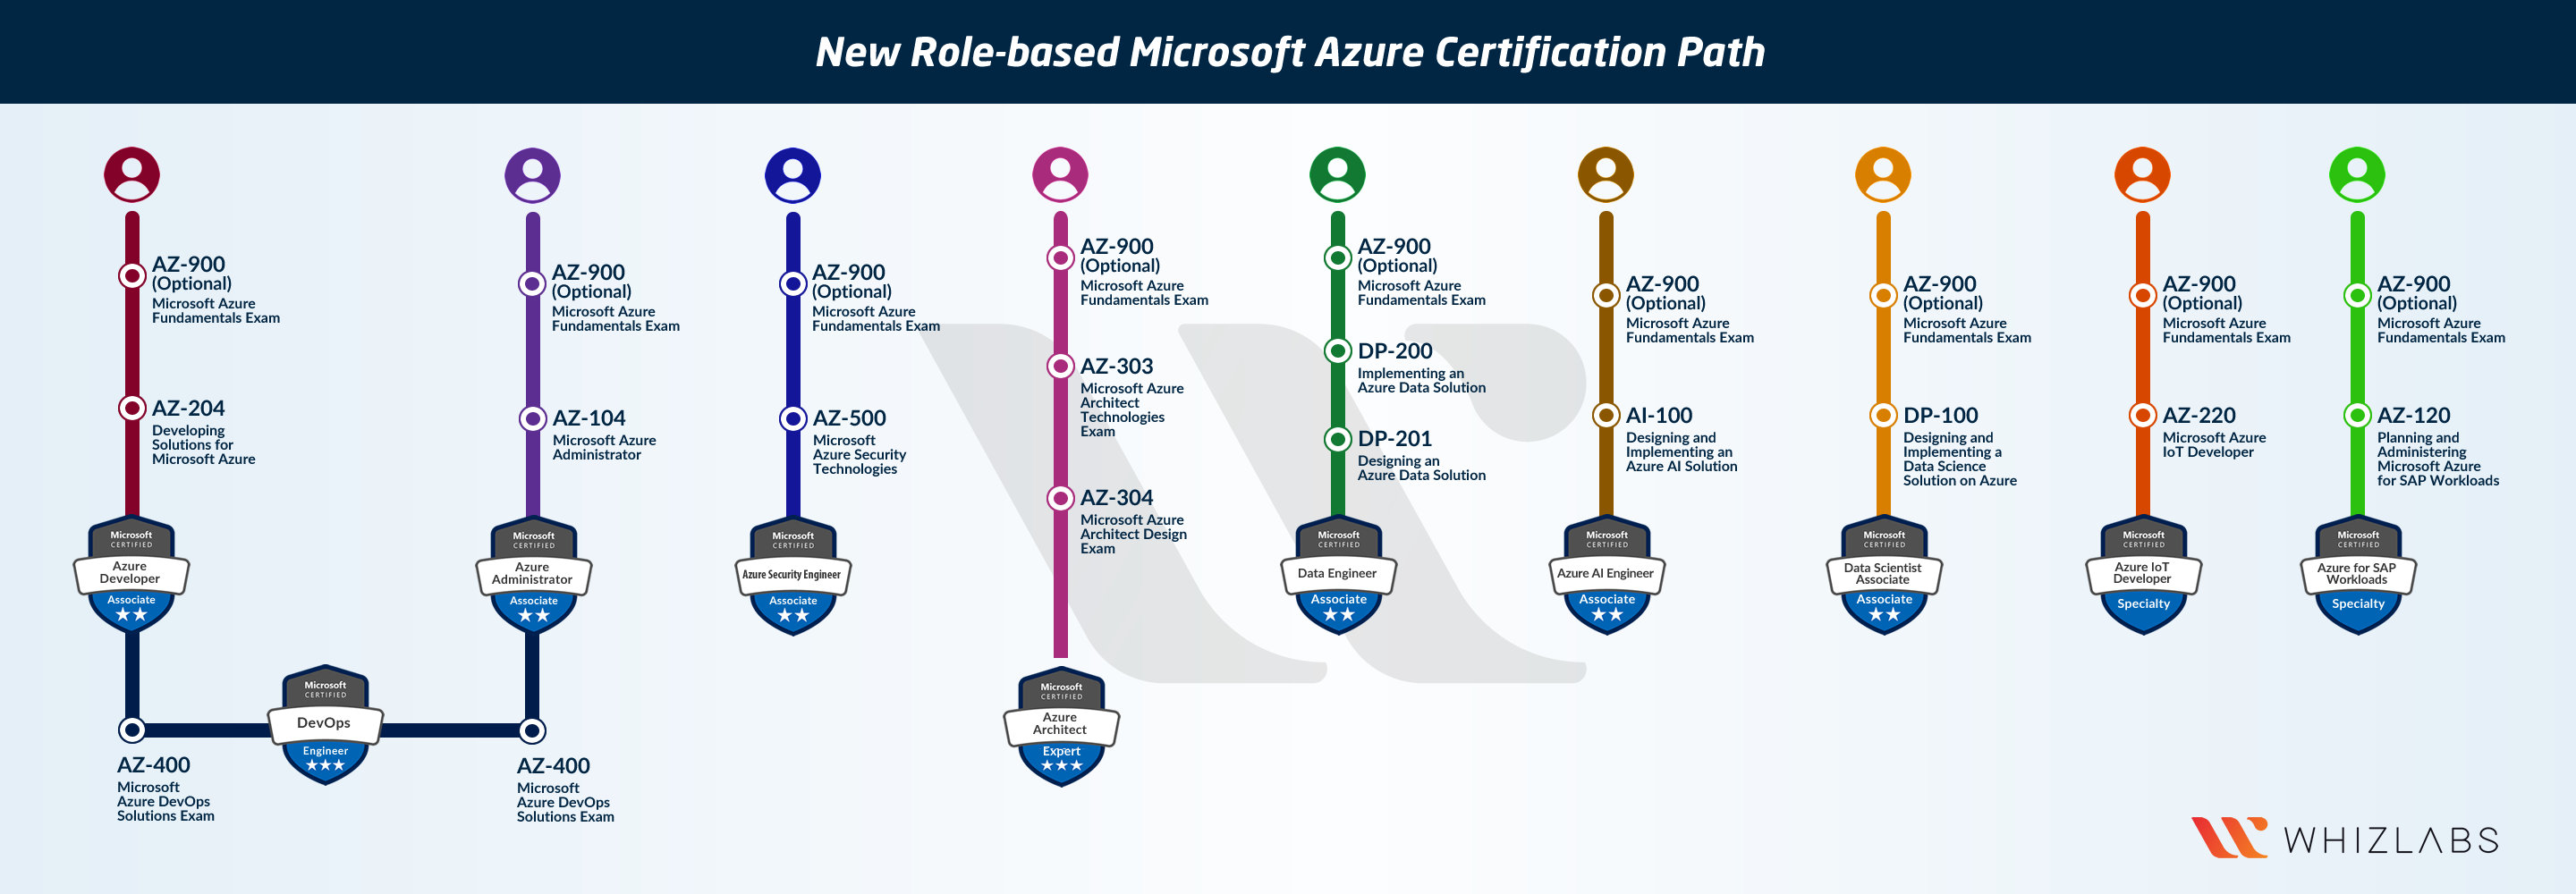 New Role-based Microsoft Azure Certification Path
AZ-900
(Optional)
Microsoft Azure
Fundamentals Exam
AZ-204
Developing
Solutions for
Microsoft Azure
Microsoft
CERTIFIED
Azure
Developer
Associate
AZ-400
Microsoft
Azure DevOps
Solutions Exam
Microsoft
CERTIFIED
DevOps
Engineer
AZ-900
(Optional)
Microsoft Azure
Fundamentals Exam
AZ-104
Microsoft Azure
Administrator
Microsoft
CERTIFIED
Azure
Administrator
Associate
AZ-400
Microsoft
Azure DevOps
Solutions Exam
AZ-900
(Optional)
Microsoft Azure
Fundamentals Exam
AZ-500
Microsoft
Azure Security
Technologies
Microsoft
CERTIFIED
Azure Security Engineer
Associate
AZ-900
(Optional)
Microsoft Azure
Fundamentals Exam
AZ-303
Microsoft Azure
Architect
Technologies
Exam
AZ-304
Microsoft Azure
Architect Design
Exam
Microsoft
CERTIFIED
Azure
Architect
Expert
AZ-900
(Optional)
Microsoft Azure
Fundamentals Exam
DP-200
Implementing an
Azure Data Solution
DP-201
Designing an
Azure Data Solution
Microsoft
CERTIFIED
Data Engineer
Associate
AZ-900
(Optional)
Microsoft Azure
Fundamentals Exam
AI-100
Designing and
Implementing an
Azure AI Solution
Microsoft
CERTIFIED
Azure AI Engineer
Associate
AZ-900
(Optional)
Microsoft Azure
Fundamentals Exam
DP-100
Designing and
Implementing a
Data Science
Solution on Azure
Microsoft
CERTIFIED
Data Scientist
Associate
Associate
AZ-900
(Optional)
Microsoft Azure
Fundamentals Exam
AZ-220
Microsoft Azure
IoT Developer
Microsoft
CERTIFIED
Azure IoT
Developer
Specialty
AZ-900
(Optional)
Microsoft Azure
Fundamentals Exam
AZ-120
Planning and
Administering
Microsoft Azure
for SAP Workloads
Microsoft
CERTIFIED
Azure for SAP
Workloads
Specialty
WHIZLABS